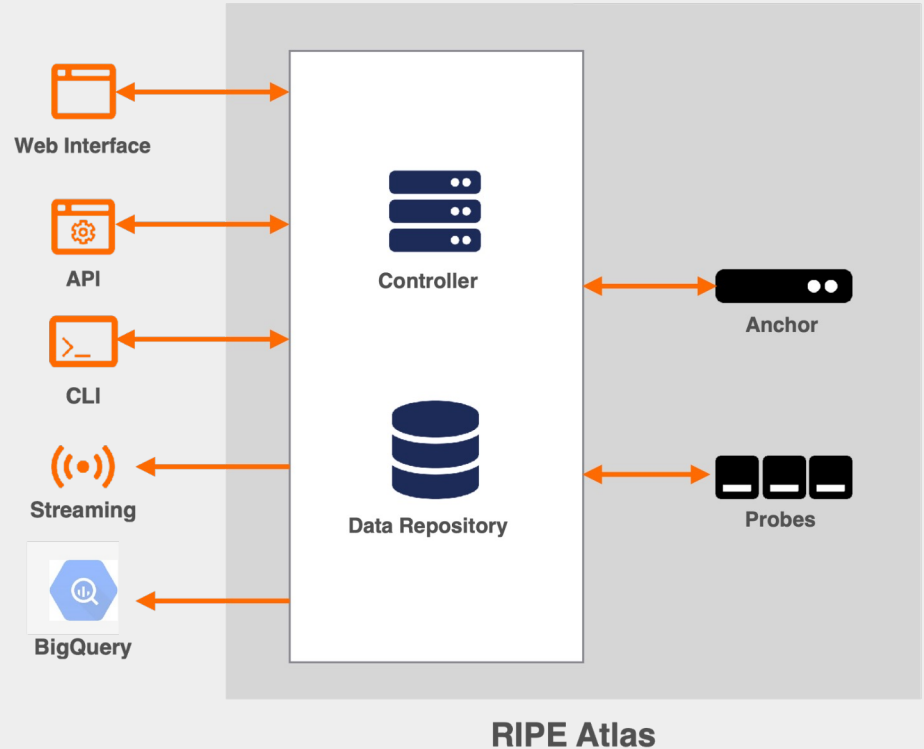 Web Interface
API
CLI
Streaming
BigQuery
Controller
Data Repository
Anchor
Probes
RIPE Atlas